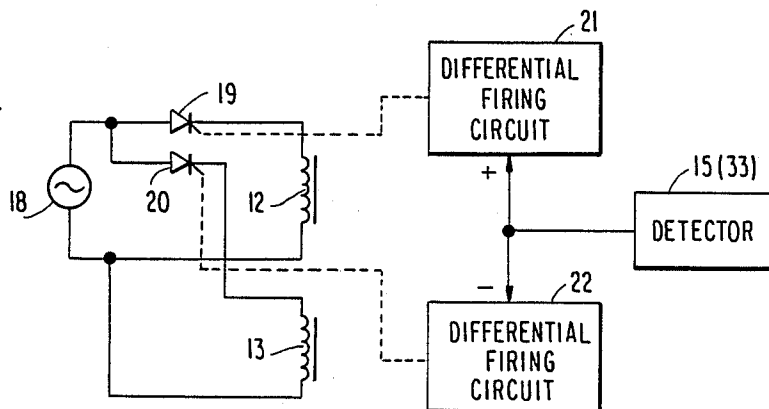 21
DIFFERENTIAL
FIRING
CIRCUIT
19
20
18
12
+
15(33)
DETECTOR
-
22
DIFFERENTIAL
FIRING
CIRCUIT
13